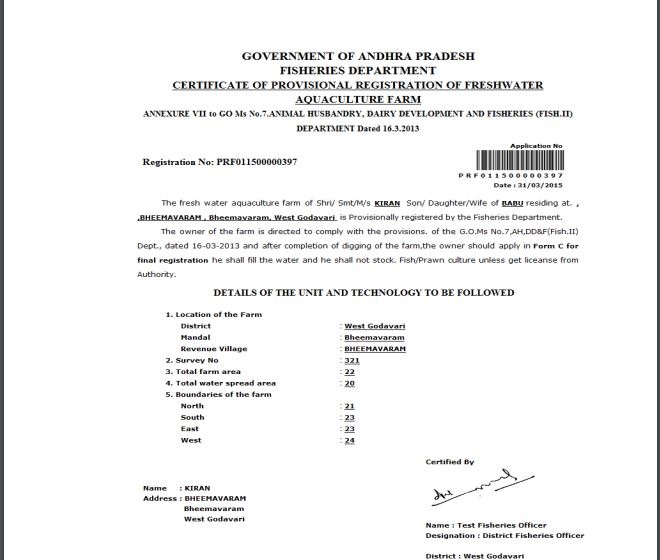 GOVERNMENT OF ANDHRA PRADESH
FISHERIES DEPARTMENT
CERTIFICATE OF PROVISIONAL REGISTRATION OF FRESHWATER
AQUACULTURE FARM
ANNEXURE VII to GO Ms No.7.ANIMAL HUSBANDRY, DAIRY DEVELOPMENT AND FISHERIES (FISH.II)
DEPARTMENT Dated 16.3.2013
Application No
Registration No: PRF011500000397
PRF011500000397
Date : 31/03/2015
The fresh water aquaculture farm of Shri/ Smt/M/s KIRAN Son/ Daughter/Wife of BABU residing at. ,
,BHEEMAVARAM , Bheemavaram, West Godavari is Provisionally registered by the Fisheries Department.
The owner of the farm is directed to comply with the provisions. of the G.O.Ms No.7,AH,DD&F(Fish.II)
Dept., dated 16-03-2013 and after completion of digging of the farm,the owner should apply in Form C for
final registration he shall fill the water and he shall not stock. Fish/Prawn culture unless get liceanse from
Authority.
DETAILS OF THE UNIT AND TECHNOLOGY TO BE FOLLOWED
1. Location of the Farm
District : West Godavari
Mandal : Bheemavaram
Revenue Village : BHEEMAVARAM
2. Survey No : 321
3. Total farm area : 22
4. Total water spread area : 20
5. Boundaries of the farm
North : 21
South : 23
East : 23
West : 24
Certified By
Name : KIRAN
Address : BHEEMAVARAM
Bheemavaram
West Godavari
Name : Test Fisheries Officer
Designation : District Fisheries Officer
District : West Godavari